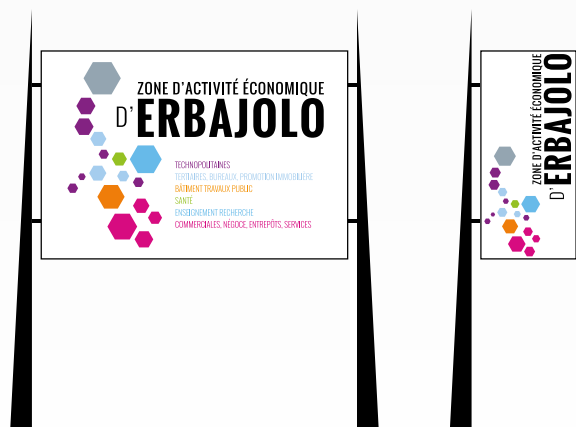 ZONE D'ACTIVITÉ ÉCONOMIQUE
D'ERBAJOLO
TECHNOPOLITAINES
TERTIAIRES, BUREAUX, PROMOTION IMMOBILIÈRE
BÂTIMENT TRAVAUX PUBLIC
SANTÉ
ENSEIGNEMENT RECHERCHE
COMMERCIALES, NÉGOCE, ENTREPÔTS, SERVICES
ZONE D'ACTIVITÉ ÉCONOMIQUE
D'ERBAJOLO